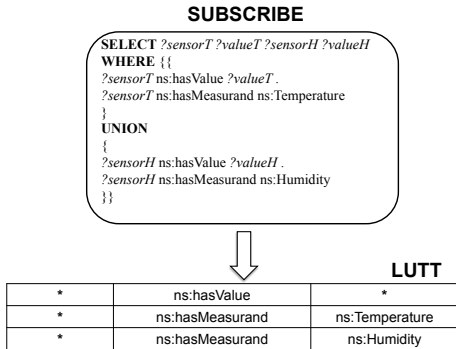 SUBSCRIBE
SELECT ?sensorT ?valueT ?sensorH ?valueH
WHERE {{
?sensorT ns:hasValue ?valueT .
?sensorT ns:hasMeasurand ns:Temperature
}
UNION
{
?sensorH ns:hasValue ?valueH .
?sensorH ns:hasMeasurand ns:Humidity
}}
LUTT
* ns:hasValue *
* ns:hasMeasurand ns:Temperature
* ns:hasMeasurand ns:Humidity